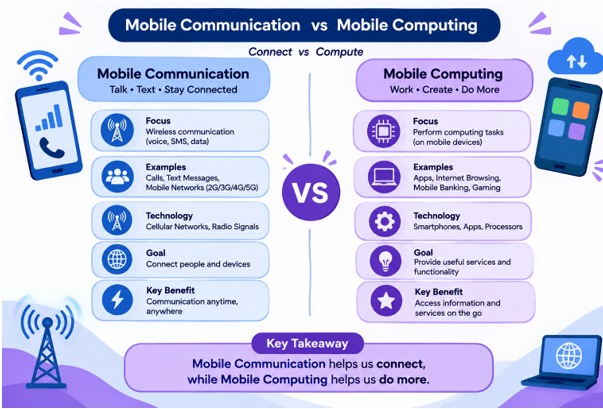 Mobile Communication vs Mobile Computing
Connect vs Compute
Mobile Communication
Talk • Text • Stay Connected
Focus
Wireless communication
(voice, SMS, data)
Examples
Calls, Text Messages,
Mobile Networks (2G/3G/4G/5G)
Technology
Cellular Networks, Radio Signals
Goal
Connect people and devices
Key Benefit
Communication anytime,
anywhere
VS
Mobile Computing
Work • Create • Do More
Focus
Perform computing tasks
(on mobile devices)
Examples
Apps, Internet Browsing,
Mobile Banking, Gaming
Technology
Smartphones, Apps, Processors
Goal
Provide useful services and
functionality
Key Benefit
Access information and
services on the go
Key Takeaway
Mobile Communication helps us connect,
while Mobile Computing helps us do more.